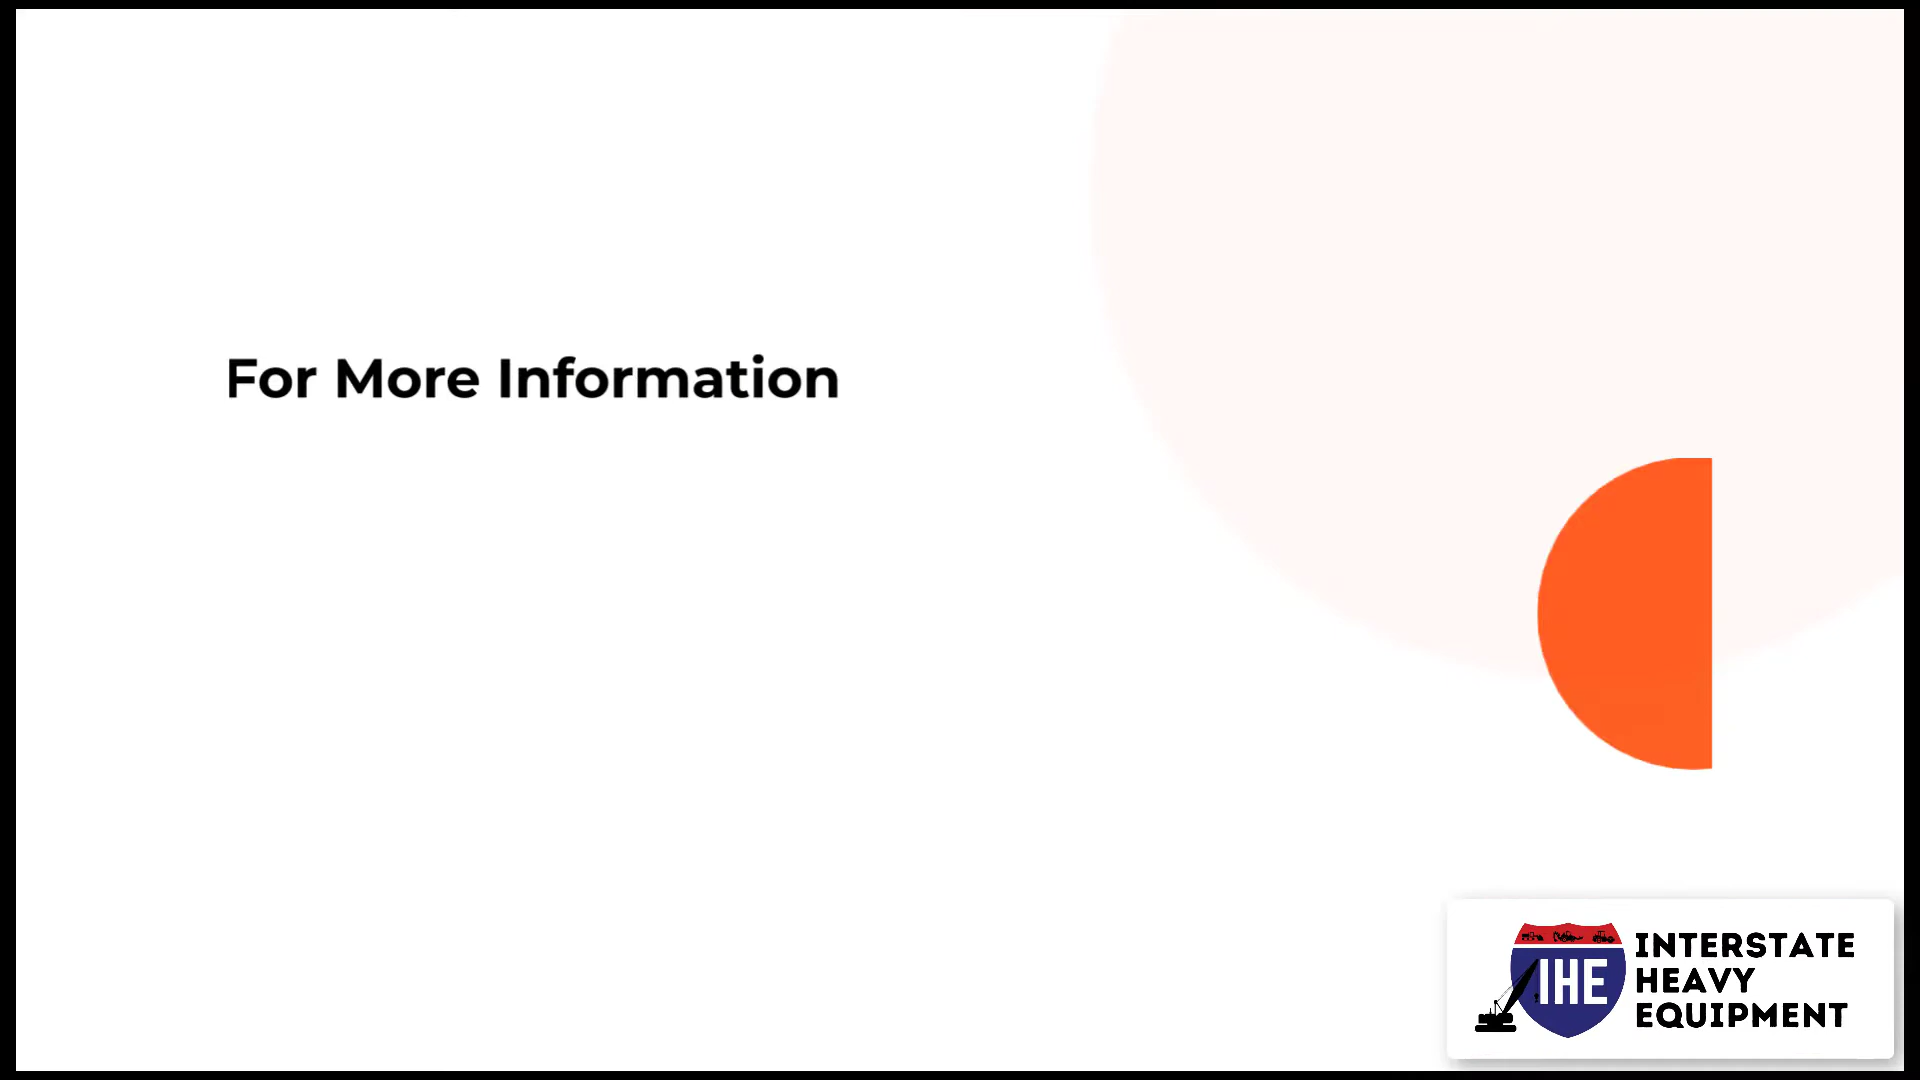 For More Information
IHE
INTERSTATE
HEAVY
EQUIPMENT